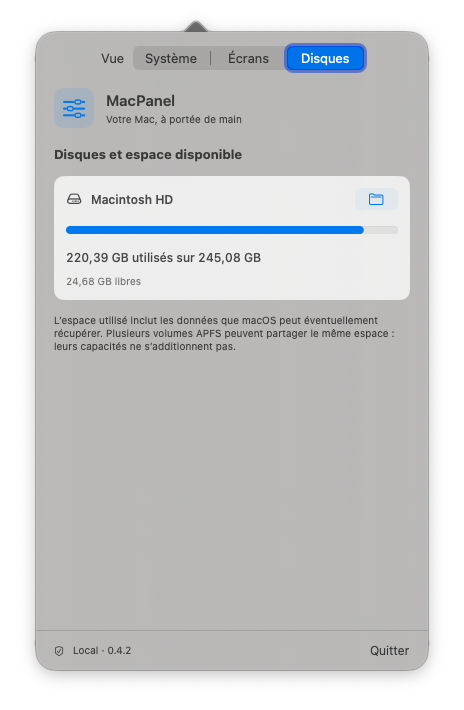 Vue Système Écrans Disques
MacPanel
Votre Mac, à portée de main
Disques et espace disponible
Macintosh HD
220,39 GB utilisés sur 245,08 GB
24,68 GB libres
L’espace utilisé inclut les données que macOS peut éventuellement
récupérer. Plusieurs volumes APFS peuvent partager le même espace :
leurs capacités ne s’additionnent pas.
Local · 0.4.2 Quitter